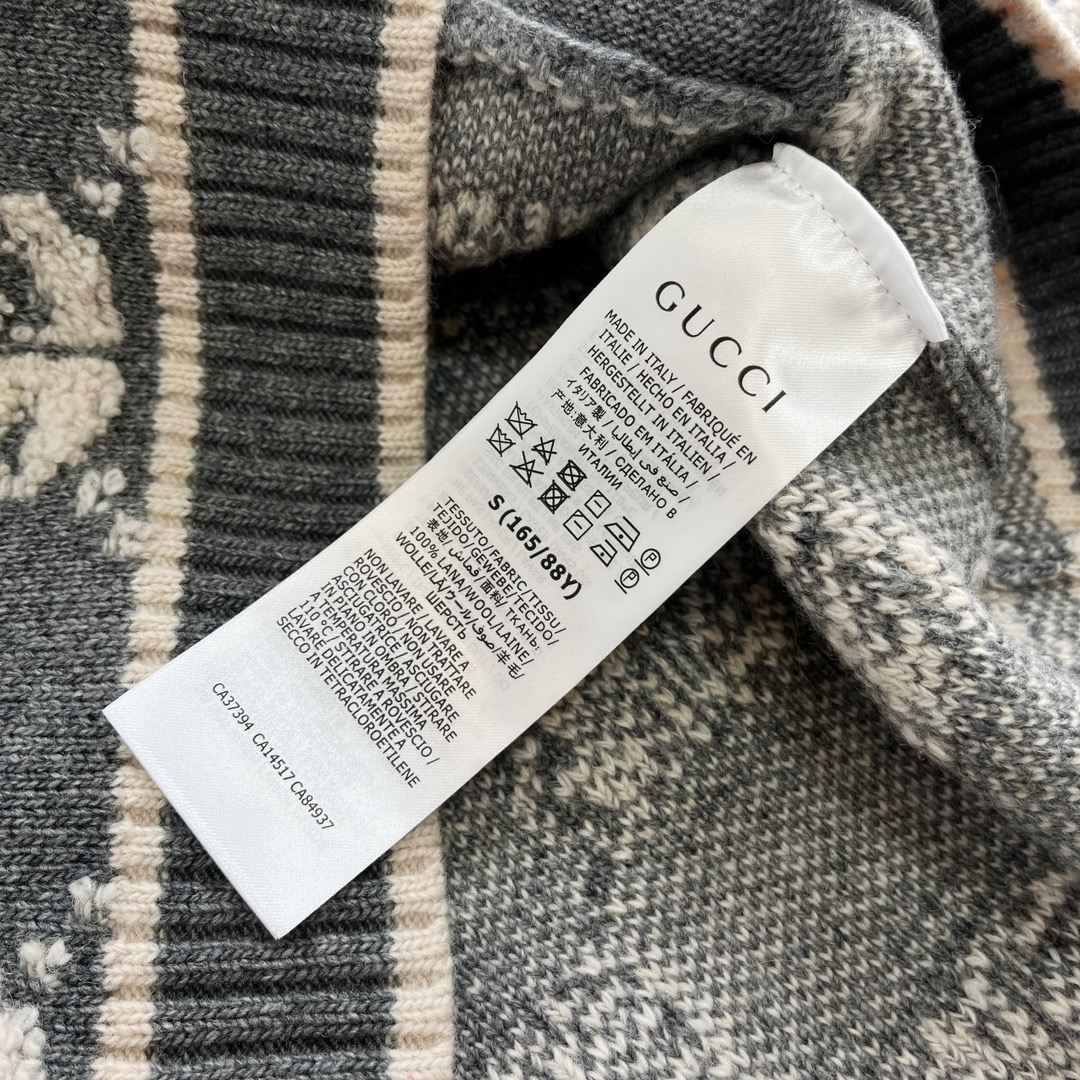 GUCCI
MADE IN ITALY / FABRIQUÉ EN
ITALIE / HECHO EN ITALIA /
HERGESTELLT IN ITALIEN /
FABRICADO EM ITÁLIA /
イタリア製 / صنع في إيطاليا /
产地:意大利 / СДЕЛАНО В
ИТАЛИИ
S (165/88Y)
TESSUTO/FABRIC/TISSU/
TEJIDO/GEWEBE/TECIDO/
表地/قماش/面料/ТКАНЬ:
100% LANA/WOOL/LAINE/
WOLLE/LÃ/ウール/صوف/羊毛/
ШЕРСТЬ
NON LAVARE / LAVARE A
ROVESCIO / NON TRATTARE
CON CLORO / NON USARE
ASCIUGATRICE / ASCIUGARE
IN PIANO IN OMBRA / STIRARE
A TEMPERATURA MASSIMA
110°C / STIRARE A ROVESCIO /
LAVARE DELICATAMENTE A
SECCO IN TETRACLOROETILENE
CA37394 CA14517 CA84937